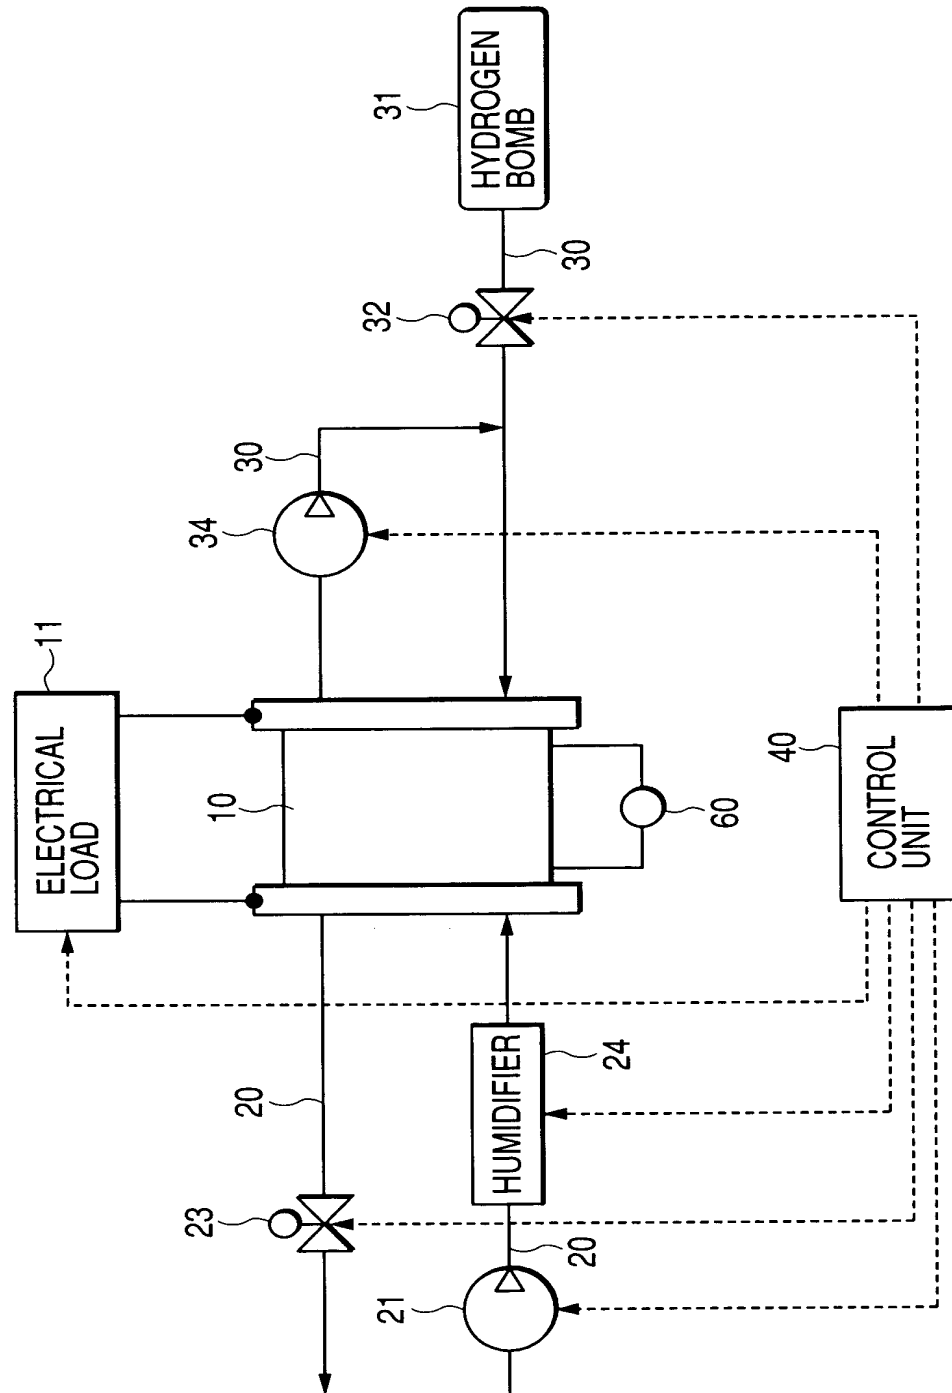 ELECTRICAL
LOAD
11
10
60
20
23
21
20
HUMIDIFIER
24
34
30
32
30
31
HYDROGEN
BOMB
40
CONTROL
UNIT